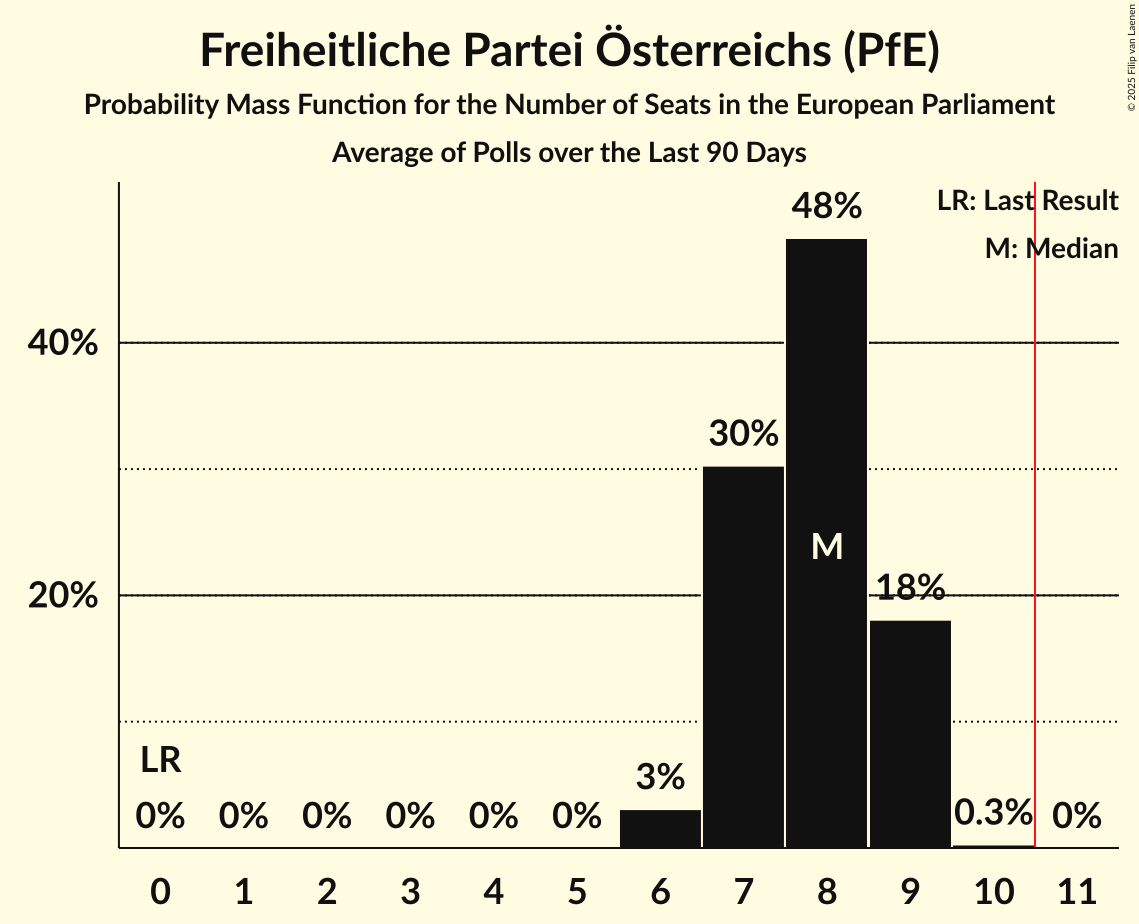 Freiheitliche Partei Österreichs (PfE)
Probability Mass Function for the Number of Seats in the European Parliament
Average of Polls over the Last 90 Days
© 2025 Filip van Laenen
LR: Last Result
M: Median
48%
40%
30%
M
20%
18%
LR
3%
0% 0% 0% 0% 0% 0% 0.3% 0%
0 1 2 3 4 5 6 7 8 9 10 11